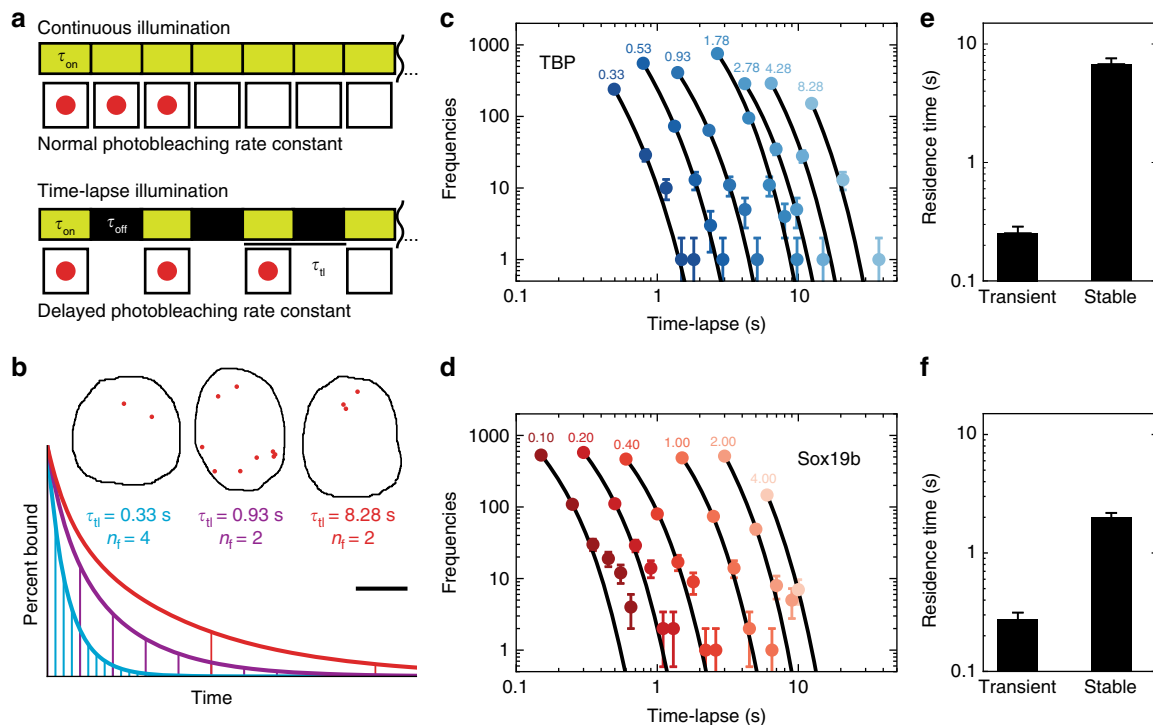 a
Continuous illumination
τon
...
Normal photobleaching rate constant
Time-lapse illumination
τon
τoff
...
τtl
Delayed photobleaching rate constant
b
τtl = 0.33 s
nf = 4
τtl = 0.93 s
nf = 2
τtl = 8.28 s
nf = 2
Percent bound
Time
c
TBP
0.33
0.53
0.93
1.78
2.78
4.28
8.28
Frequencies
1000
100
10
1
0.1
1
10
Time-lapse (s)
d
Sox19b
0.10
0.20
0.40
1.00
2.00
4.00
Frequencies
1000
100
10
1
0.1
1
10
Time-lapse (s)
e
Residence time (s)
10
1
0.1
Transient
Stable
f
Residence time (s)
10
1
0.1
Transient
Stable